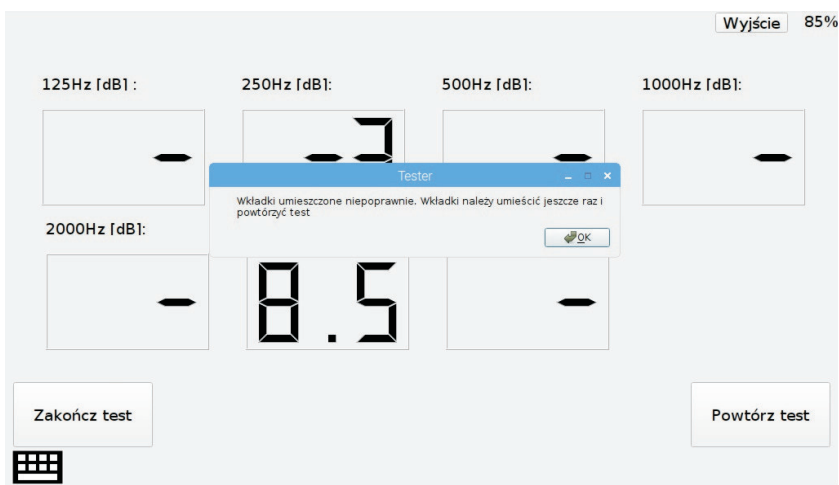 Wyjście 85%
125Hz [dB] : 250Hz [dB]: 500Hz [dB]: 1000Hz [dB]:
- - - -
Tester
Wkładki umieszczone niepoprawnie. Wkładki należy umieścić jeszcze raz i
powtórzyć test
OK
2000Hz [dB]:
- 8.5 -
Zakończ test Powtórz test